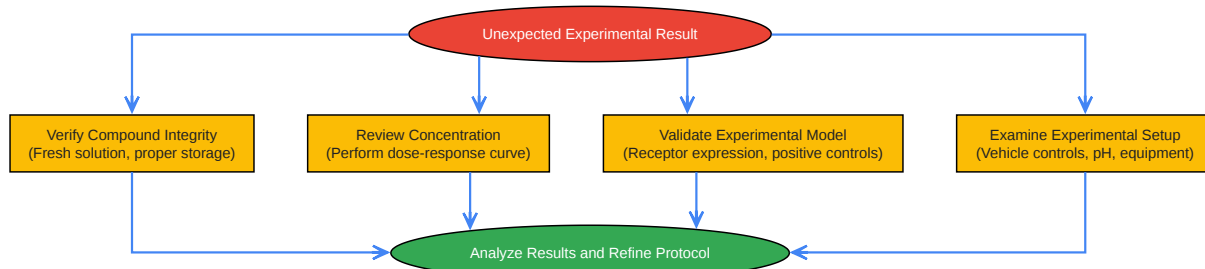 Unexpected Experimental Result
Verify Compound Integrity
(Fresh solution, proper storage)
Review Concentration
(Perform dose-response curve)
Validate Experimental Model
(Receptor expression, positive controls)
Examine Experimental Setup
(Vehicle controls, pH, equipment)
Analyze Results and Refine Protocol